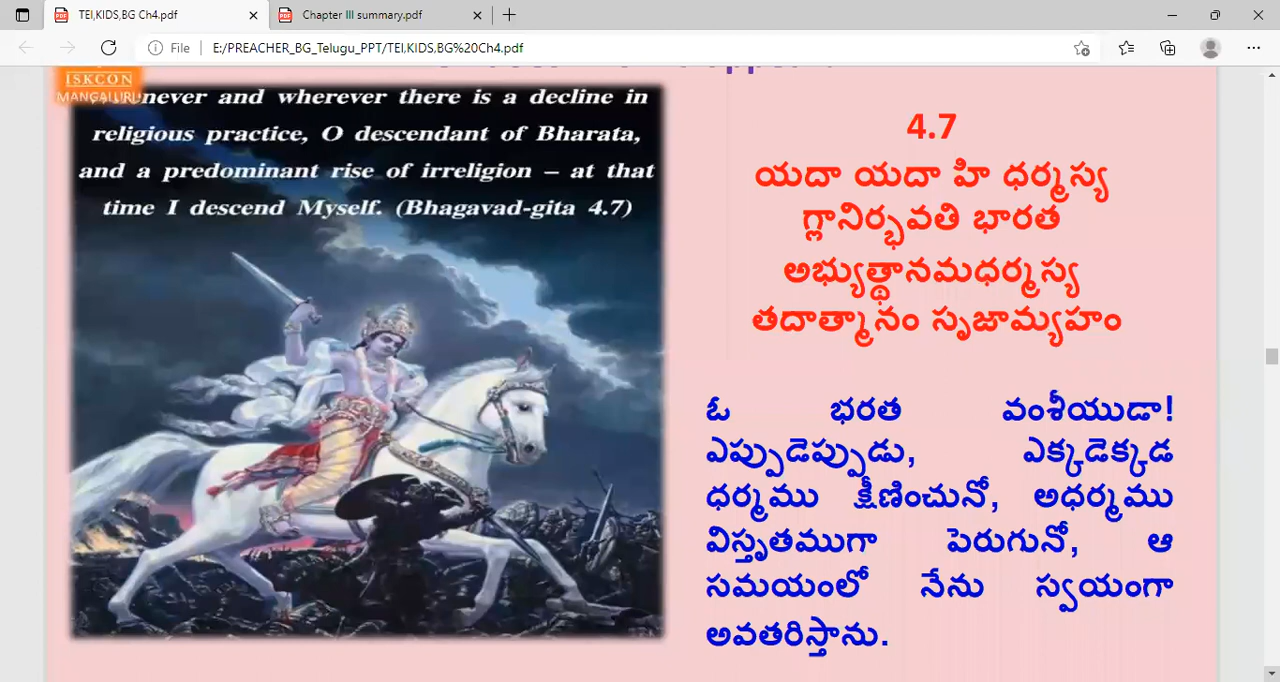 TEI,KIDS,BG Ch4.pdf
Chapter III summary.pdf
File
E:/PREACHER_BG_Telugu_PPT/TEI,KIDS,BG%20Ch4.pdf
ISKCON
MANGALURU
and wherever there is a decline in
religious practice, O descendant of Bharata,
and a predominant rise of irreligion – at that
time I descend Myself. (Bhagavad-gita 4.7)
4.7
యదా యదా హి ధర్మస్య
గ్లానిర్భవతి భారత
అభ్యుత్థానమధర్మస్య
తదాత్మానం సృజామ్యహం
ఓ భరత వంశీయుడా!
ఎప్పుడెప్పుడు, ఎక్కడెక్కడ
ధర్మము క్షీణించునో, అధర్మము
విస్తృతముగా పెరుగునో, ఆ
సమయంలో నేను స్వయంగా
అవతరిస్తాను.